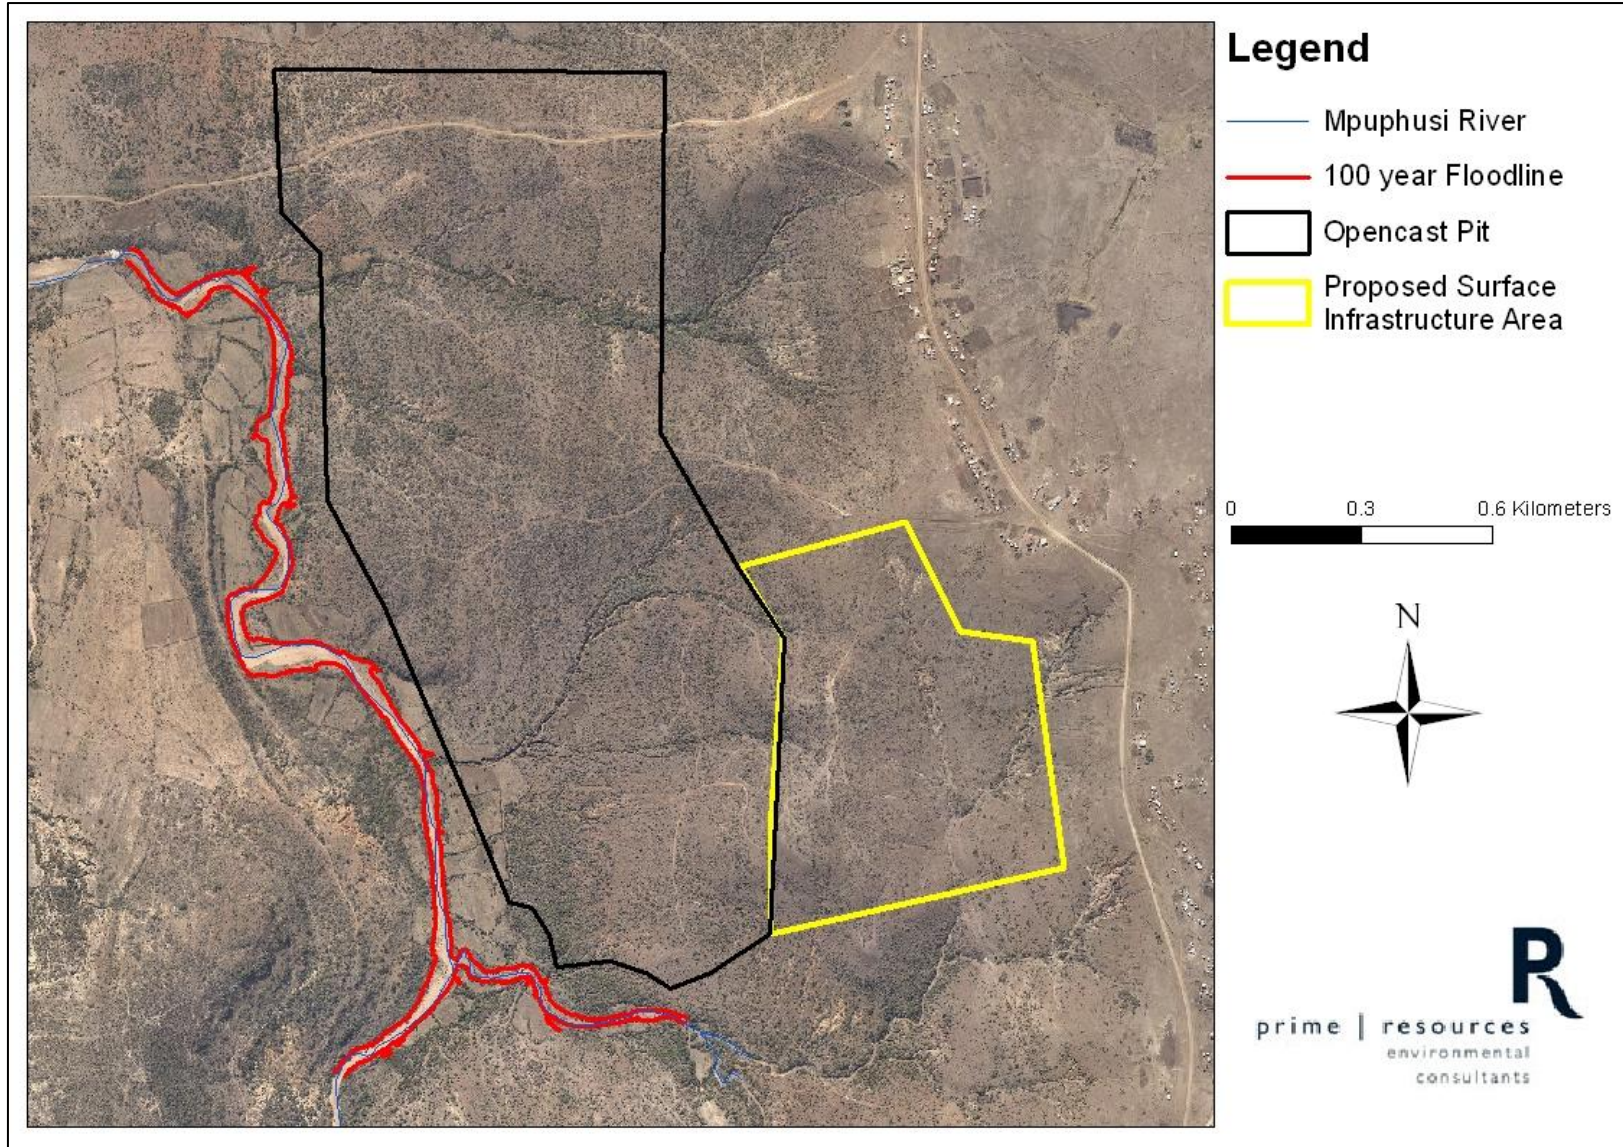 Legend
Mpuphusi River
100 year Floodline
Opencast Pit
Proposed Surface
Infrastructure Area
0 0.3 0.6 Kilometers
N
PR
prime | resources
environmental
consultants